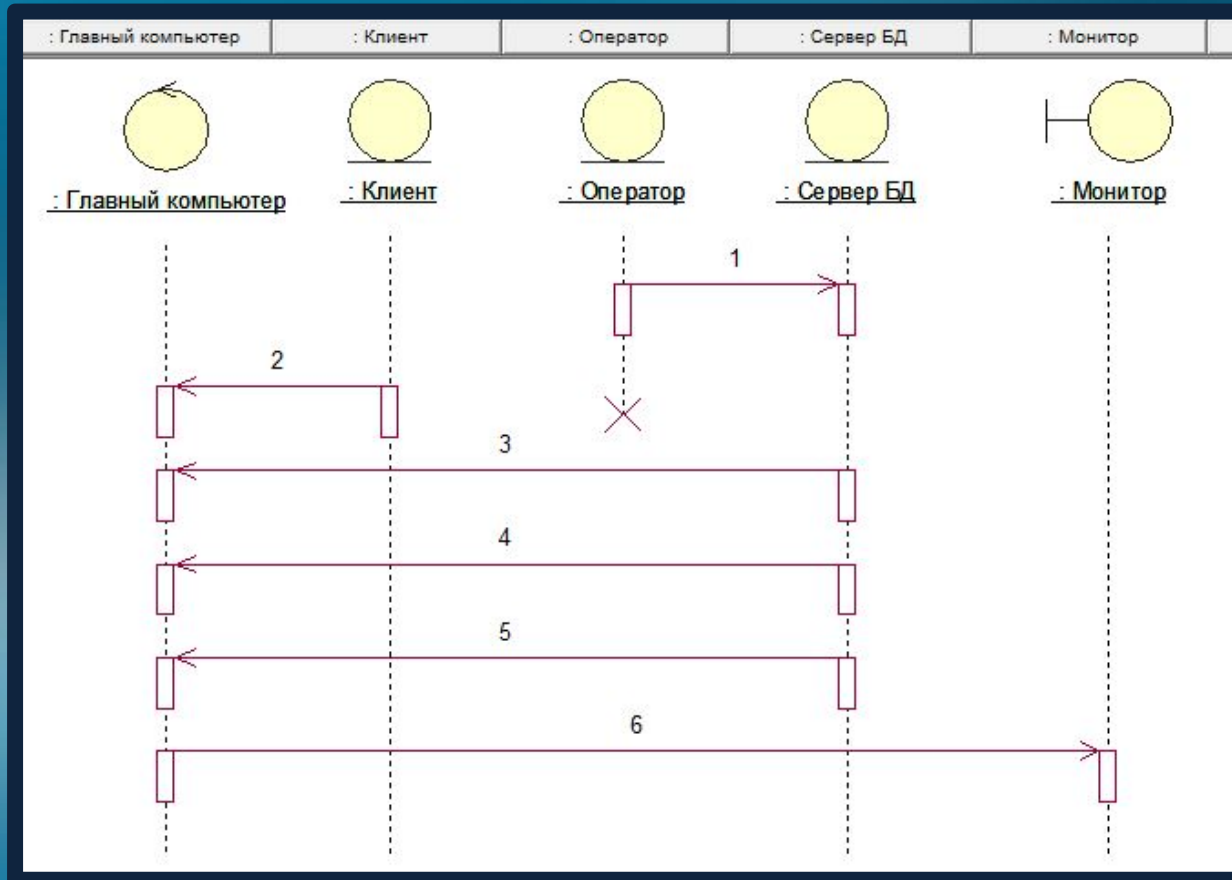 : Главный компьютер
: Клиент
: Оператор
: Сервер БД
: Монитор
: Главный компьютер
: Клиент
: Оператор
: Сервер БД
: Монитор
1
2
3
4
5
6